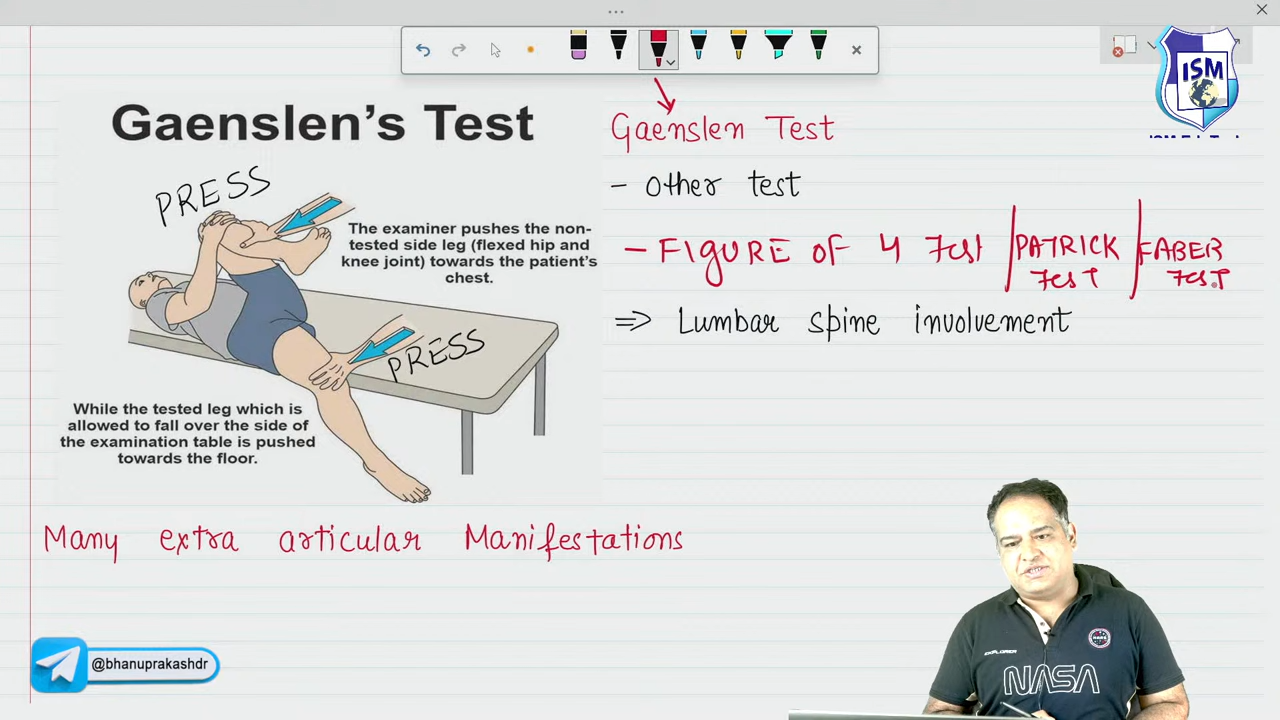 ISM
Gaenslen's Test
PRESS
The examiner pushes the non-
tested side leg (flexed hip and
knee joint) towards the patient's
chest.
PRESS
While the tested leg which is
allowed to fall over the side of
the examination table is pushed
towards the floor.
Gaenslen Test
- Other test
- FIGURE OF 4 Test | PATRICK TEST | FABER TEST
⇒ Lumbar spine involvement
Many extra articular Manifestations
@bhanuprakashdr
EXPLORER
NASA